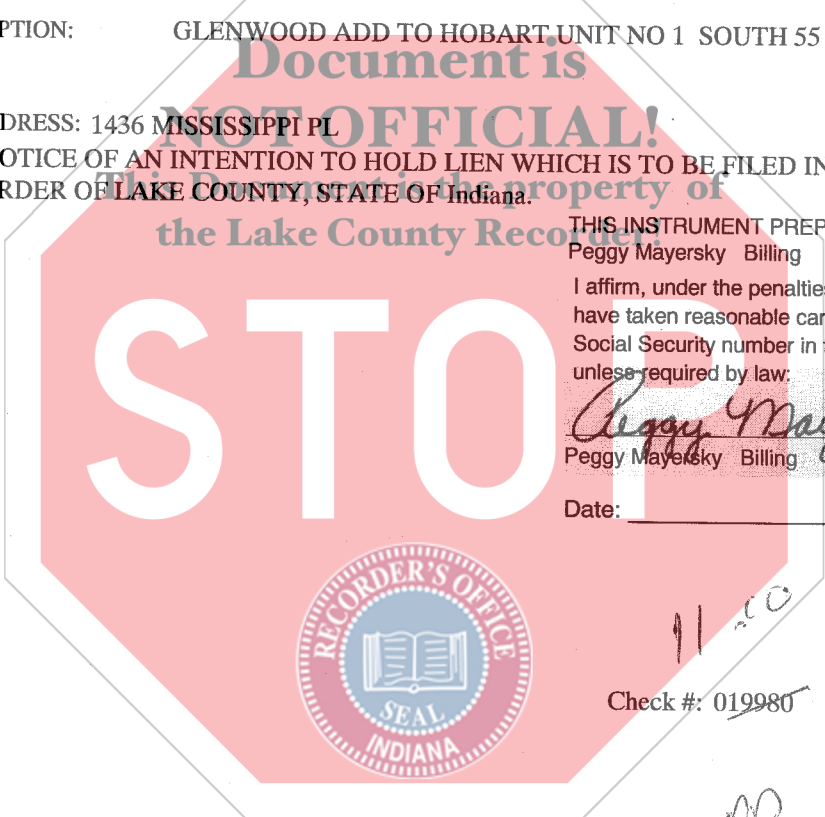 PTION: GLENWOOD ADD TO HOBART UNIT NO 1 SOUTH 55
Document is
NOT OFFICIAL!
DRESS: 1436 MISSISSIPPI PL
OTICE OF AN INTENTION TO HOLD LIEN WHICH IS TO BE FILED IN
RDER OF LAKE COUNTY, STATE OF Indiana.
This Document is the property of
the Lake County Recorder!
THIS INSTRUMENT PREP
Peggy Mayersky Billing
I affirm, under the penaltie
have taken reasonable car
Social Security number in
unless required by law:
Peggy Ma
Peggy Mayersky Billing
Date:
STOP
RECORDER'S OFFICE
SEAL
INDIANA
11
Check #: 019980